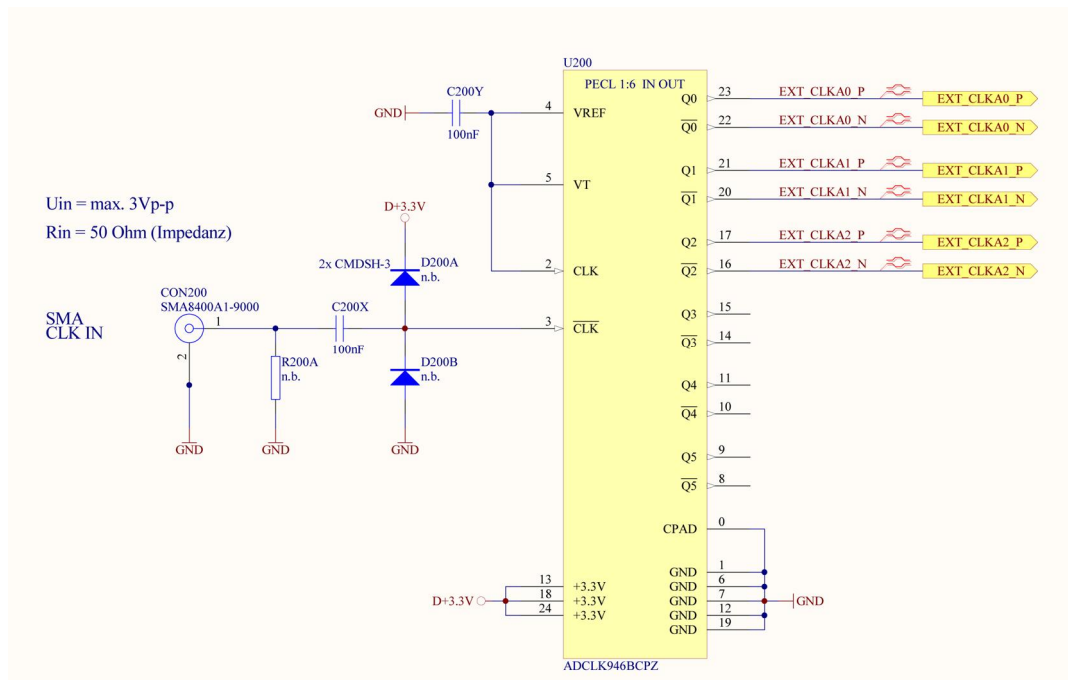 U200
PECL 1:6 IN OUT
C200Y
GND
100nF
4
VREF
5
VT
2
CLK
3
CLK
Uin = max. 3Vp-p
Rin = 50 Ohm (Impedanz)
D+3.3V
2x CMDSH-3
D200A
n.b.
CON200
SMA8400A1-9000
SMA
CLK IN
1
2
C200X
100nF
R200A
n.b.
D200B
n.b.
GND
GND
GND
Q0
23
EXT_CLKA0_P
EXT_CLKA0_P
Q0
22
EXT_CLKA0_N
EXT_CLKA0_N
Q1
21
EXT_CLKA1_P
EXT_CLKA1_P
Q1
20
EXT_CLKA1_N
EXT_CLKA1_N
Q2
17
EXT_CLKA2_P
EXT_CLKA2_P
Q2
16
EXT_CLKA2_N
EXT_CLKA2_N
Q3
15
Q3
14
Q4
11
Q4
10
Q5
9
Q5
8
CPAD
0
GND
1
GND
6
GND
7
GND
12
GND
19
GND
D+3.3V
13
+3.3V
18
+3.3V
24
+3.3V
ADCLK946BCPZ